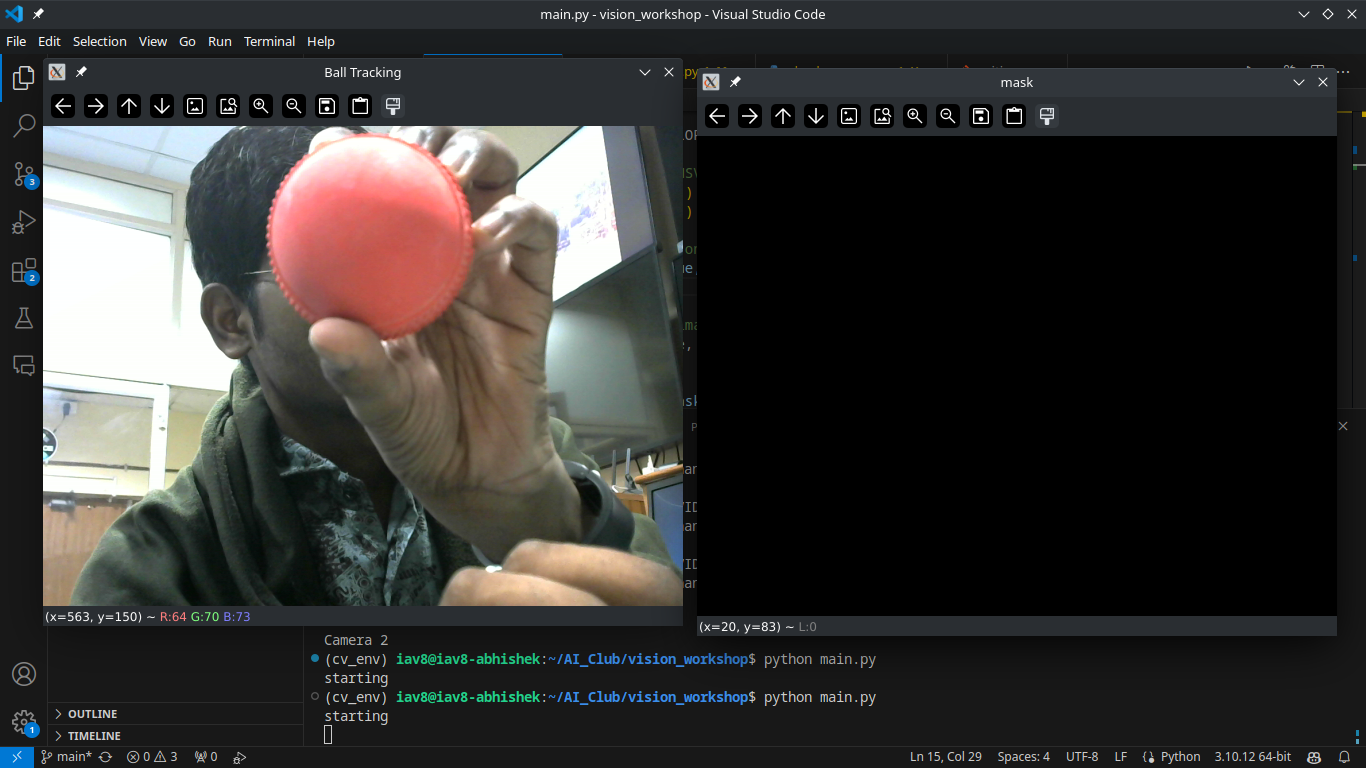 main.py - vision_workshop - Visual Studio Code
File Edit Selection View Go Run Terminal Help
Ball Tracking
mask
3
2
(x=563, y=150) ~ R:64 G:70 B:73
(x=20, y=83) ~ L:0
Camera 2
(cv_env) iav8@iav8-abhishek:~/AI_Club/vision_workshop$ python main.py
starting
(cv_env) iav8@iav8-abhishek:~/AI_Club/vision_workshop$ python main.py
starting
OUTLINE
TIMELINE
1
main* 0 3 0 Ln 15, Col 29 Spaces: 4 UTF-8 LF Python 3.10.12 64-bit